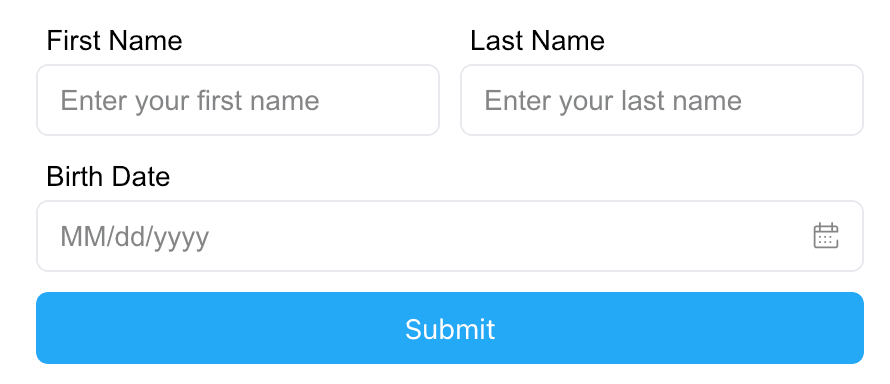 First Name
Last Name
Enter your first name
Enter your last name
Birth Date
MM/dd/yyyy
Submit